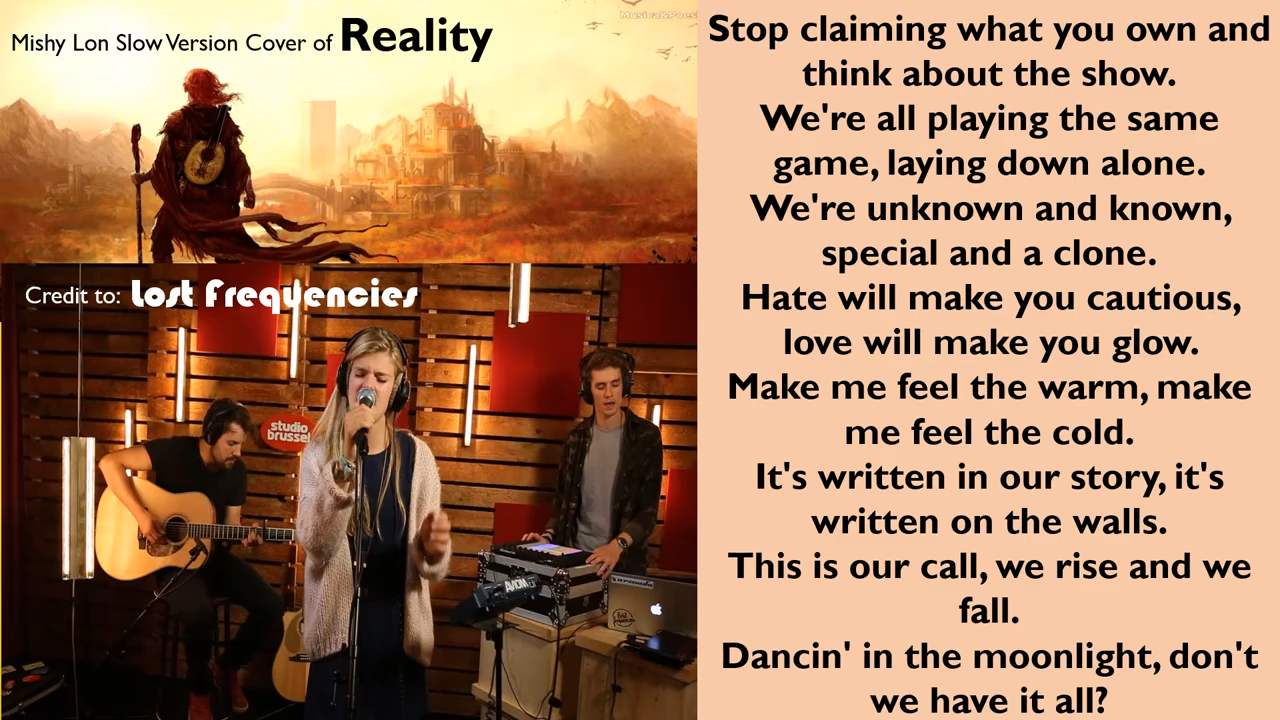 Mishy Lon Slow Version Cover of Reality
Musica&Poesi
Credit to: Lost Frequencies
studio
brussel
AVIOM
Stop claiming what you own and
think about the show.
We're all playing the same
game, laying down alone.
We're unknown and known,
special and a clone.
Hate will make you cautious,
love will make you glow.
Make me feel the warm, make
me feel the cold.
It's written in our story, it's
written on the walls.
This is our call, we rise and we
fall.
Dancin' in the moonlight, don't
we have it all?